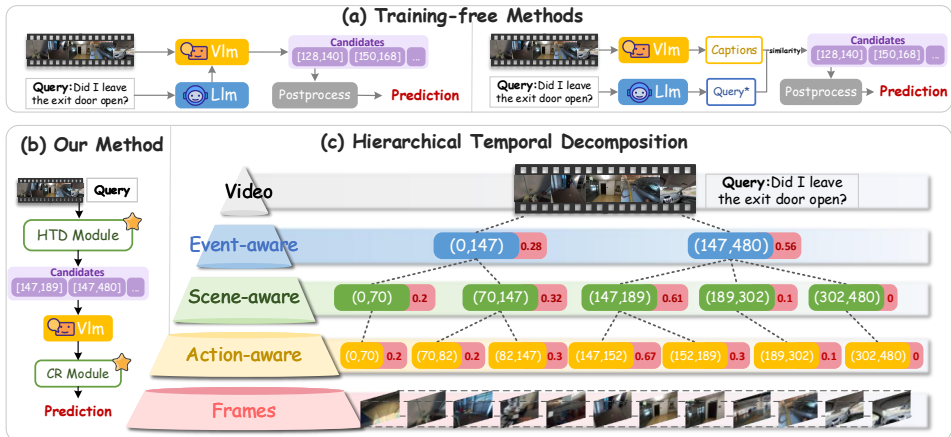 (a) Training-free Methods
Vlm
Candidates
[128,140] [150,168] ...
Query:Did I leave
the exit door open?
Llm
Postprocess
Prediction
Vlm
Captions
similarity
Candidates
[128,140] [150,168] ...
Query:Did I leave
the exit door open?
Llm
Query*
Postprocess
Prediction
(b) Our Method
Query
HTD Module
Candidates
[147,189] [147,480] ...
Vlm
CR Module
Prediction
(c) Hierarchical Temporal Decomposition
Video
Query:Did I leave
the exit door open?
Event-aware
(0,147) 0.28
(147,480) 0.56
Scene-aware
(0,70) 0.2
(70,147) 0.32
(147,189) 0.61
(189,302) 0.1
(302,480) 0
Action-aware
(0,70) 0.2
(70,82) 0.2
(82,147) 0.3
(147,152) 0.67
(152,189) 0.3
(189,302) 0.1
(302,480) 0
Frames